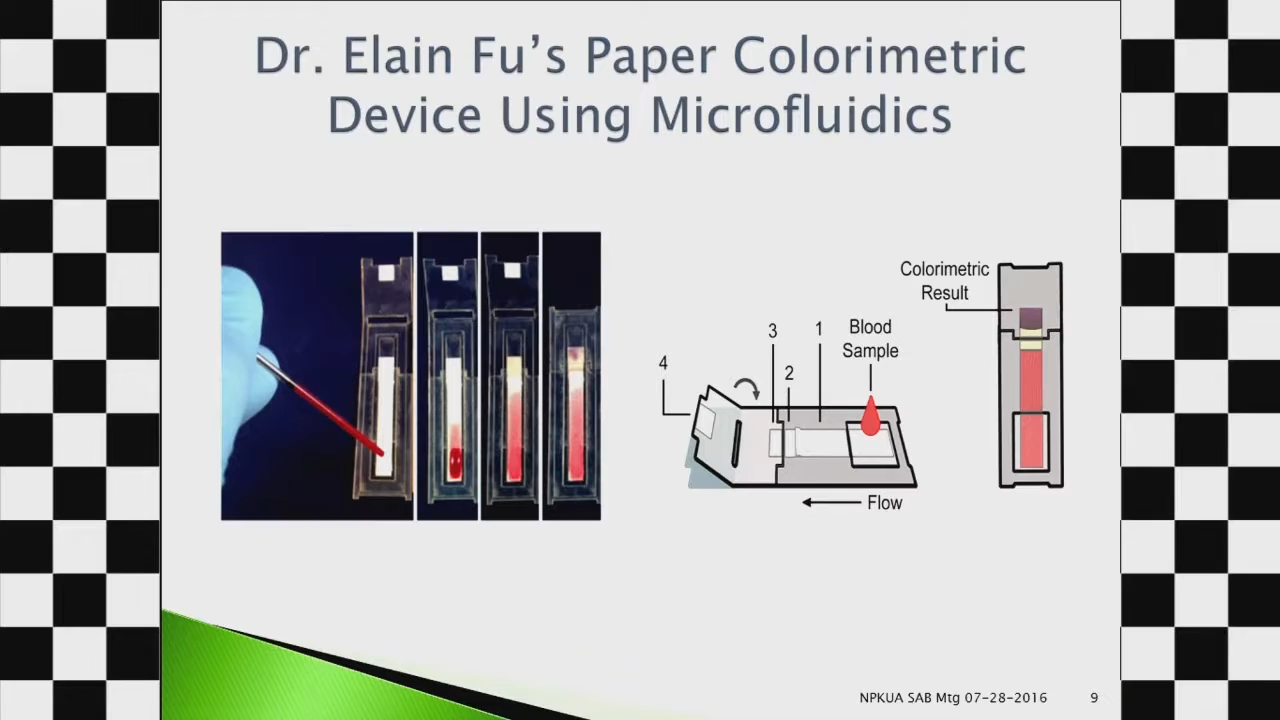 Dr. Elain Fu’s Paper Colorimetric
Device Using Microfluidics
Colorimetric
Result
Blood
Sample
3
1
2
4
Flow
NPKUA SAB Mtg 07-28-2016
9